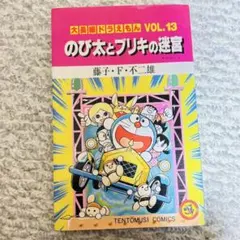 大長編ドラえもん VOL.13
のび太とブリキの迷宮
藤子・F・不二雄
TENTOMUSI COMICS